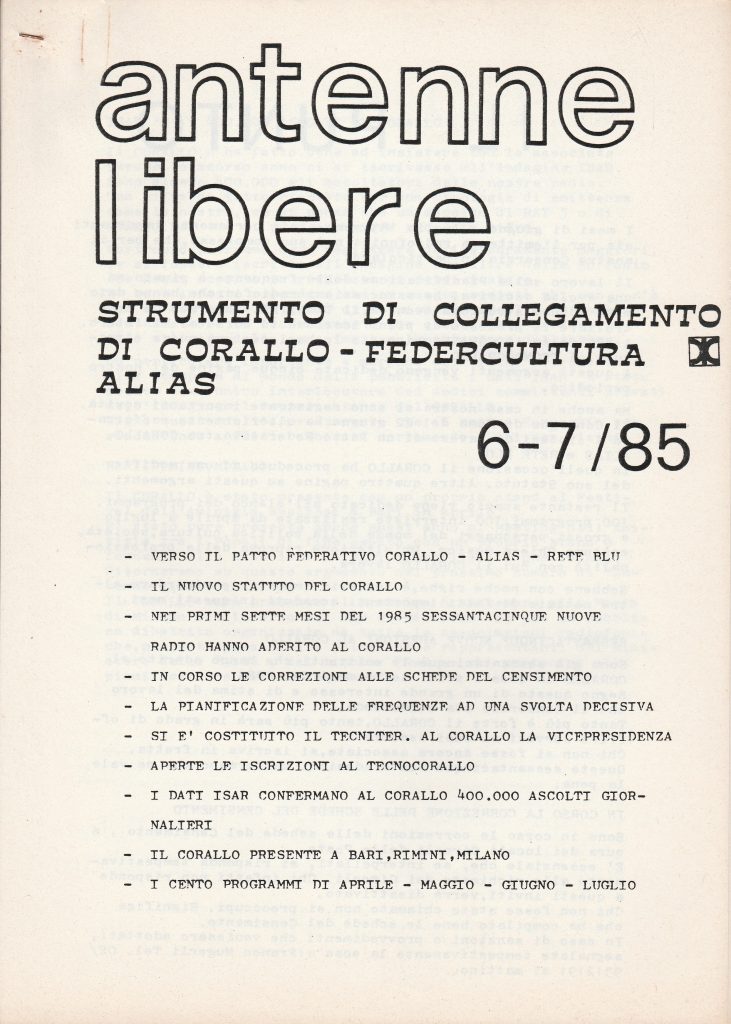 antenne
libere
STRUMENTO DI COLLEGAMENTO
DI CORALLO - FEDERCULTURA
ALIAS
6-7/85
- VERSO IL PATTO FEDERATIVO CORALLO - ALIAS - RETE BLU
- IL NUOVO STATUTO DEL CORALLO
- NEI PRIMI SETTE MESI DEL 1985 SESSANTACINQUE NUOVE
RADIO HANNO ADERITO AL CORALLO
- IN CORSO LE CORREZIONI ALLE SCHEDE DEL CENSIMENTO
- LA PIANIFICAZIONE DELLE FREQUENZE AD UNA SVOLTA DECISIVA
- SI E' COSTITUITO IL TECNITER. AL CORALLO LA VICEPRESIDENZA
- APERTE LE ISCRIZIONI AL TECNOCORALLO
- I DATI ISAR CONFERMANO AL CORALLO 400.000 ASCOLTI GIOR-
NALIERI
- IL CORALLO PRESENTE A BARI,RIMINI,MILANO
- I CENTO PROGRAMMI DI APRILE - MAGGIO - GIUGNO - LUGLIO